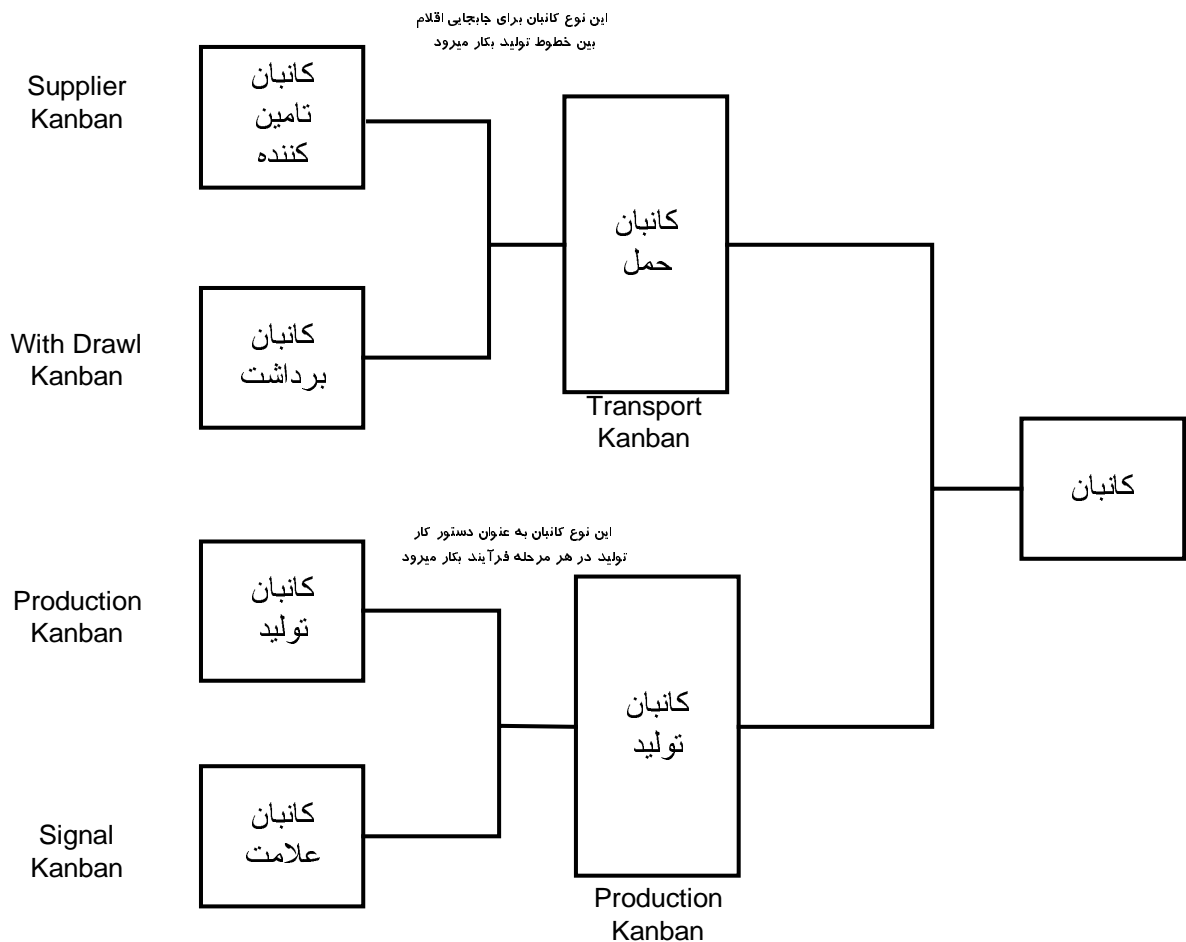 این نوع کانبان برای جابجایی اقلام
بین خطوط تولید بکار میرود
Supplier
Kanban
کانبان
تامین
کننده
کانبان
حمل
With Drawl
Kanban
کانبان
برداشت
Transport
Kanban
کانبان
این نوع کانبان به عنوان دستور کار
تولید در هر مرحله فرآیند بکار میرود
Production
Kanban
کانبان
تولید
کانبان
تولید
Signal
Kanban
کانبان
علامت
Production
Kanban